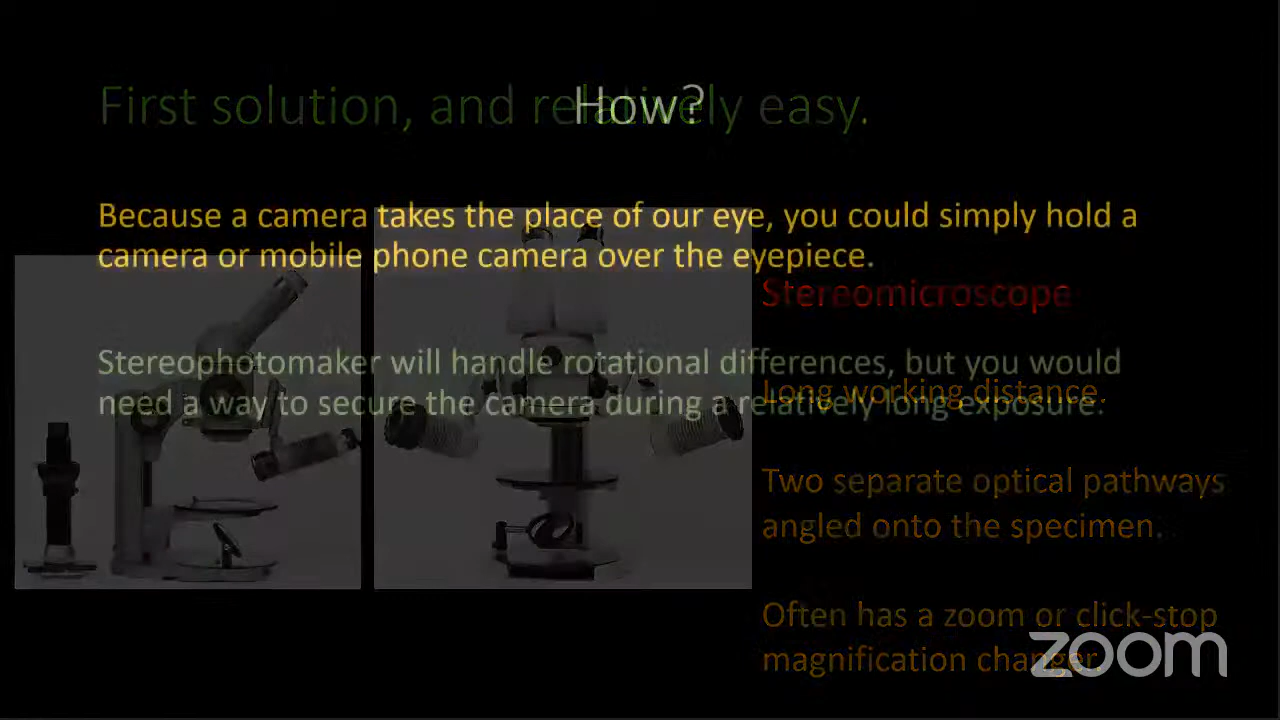 How?
First solution, and relatively easy.
Because a camera takes the place of our eye, you could simply hold a
camera or mobile phone camera over the eyepiece.
Stereomicroscope
Stereophotomaker will handle rotational differences, but you would
need a way to secure the camera during a relatively long exposure.
Long working distance.
Two separate optical pathways
angled onto the specimen.
Often has a zoom or click-stop
magnification changer.
zoom